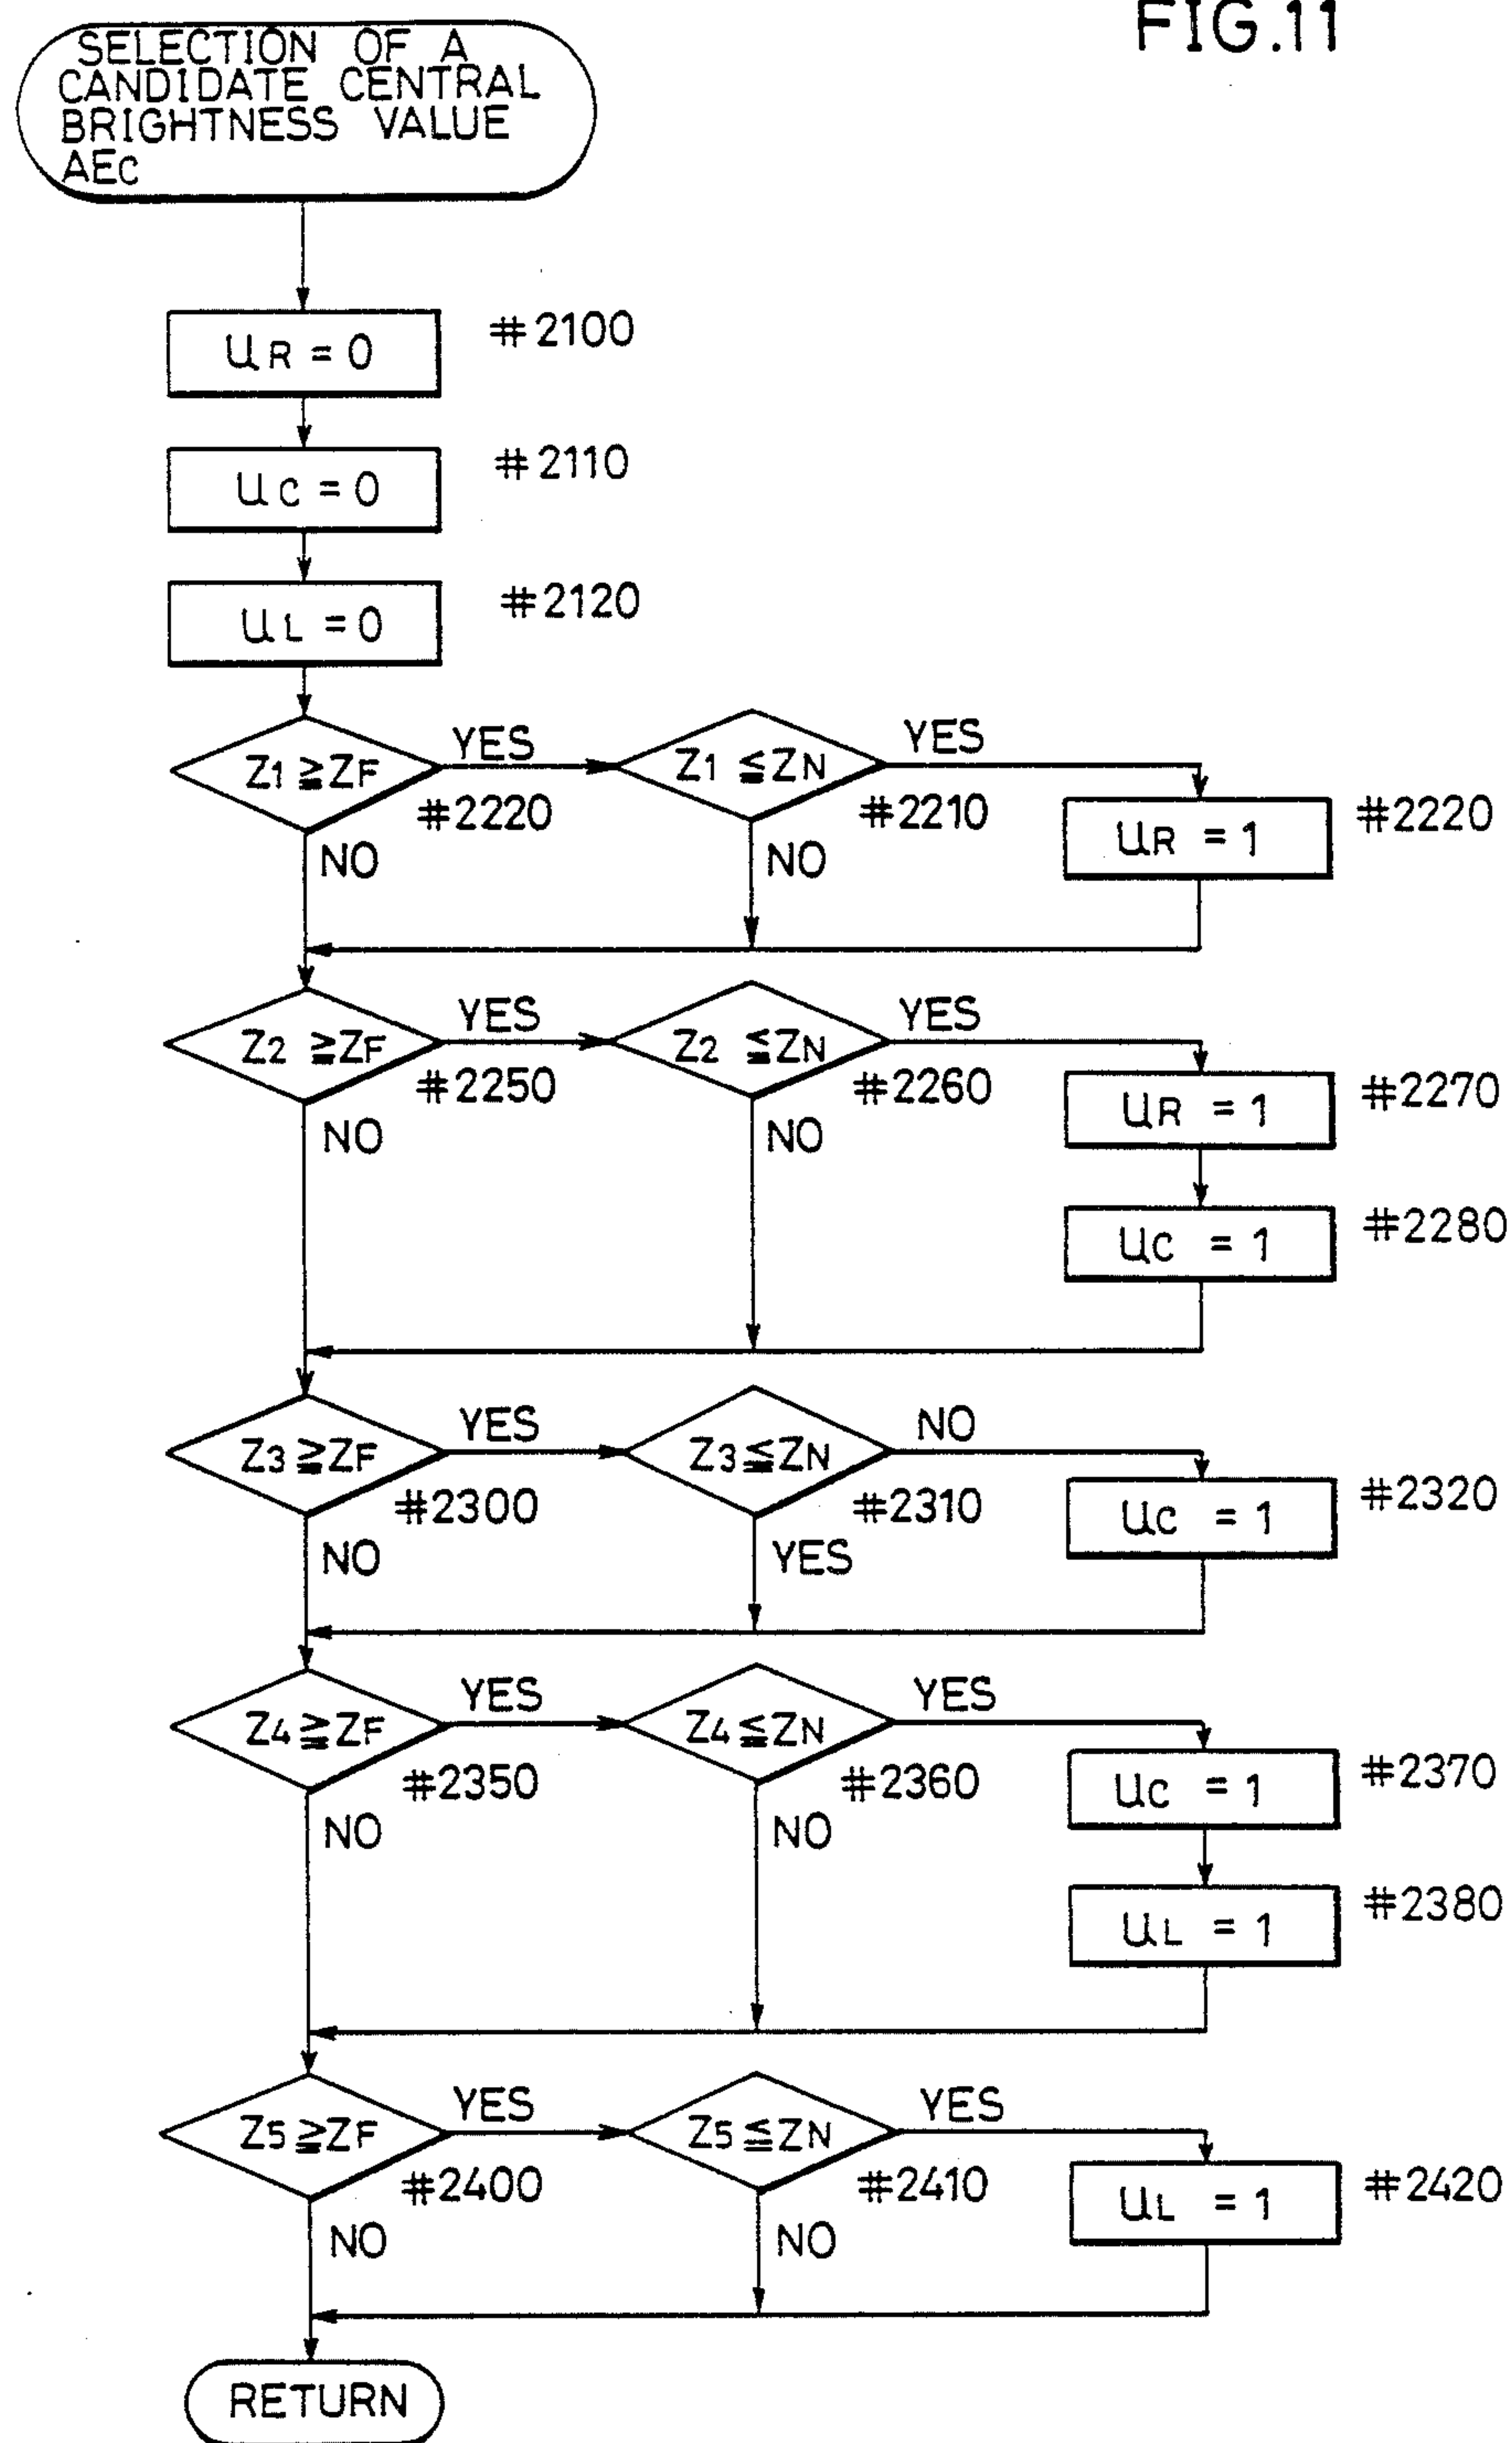 FIG.11
SELECTION OF A
CANDIDATE CENTRAL
BRIGHTNESS VALUE
AEC
UR = 0 #2100
UC = 0 #2110
UL = 0 #2120
Z1 ≧ ZF YES Z1 ≦ ZN YES
#2220 #2210 UR = 1 #2220
NO NO
Z2 ≧ ZF YES Z2 ≦ ZN YES
#2250 #2260 UR = 1 #2270
NO NO
UC = 1 #2280
Z3 ≧ ZF YES Z3 ≦ ZN NO
#2300 #2310 UC = 1 #2320
NO YES
Z4 ≧ ZF YES Z4 ≦ ZN YES
#2350 #2360 UC = 1 #2370
NO NO
UL = 1 #2380
Z5 ≧ ZF YES Z5 ≦ ZN YES
#2400 #2410 UL = 1 #2420
NO NO
RETURN